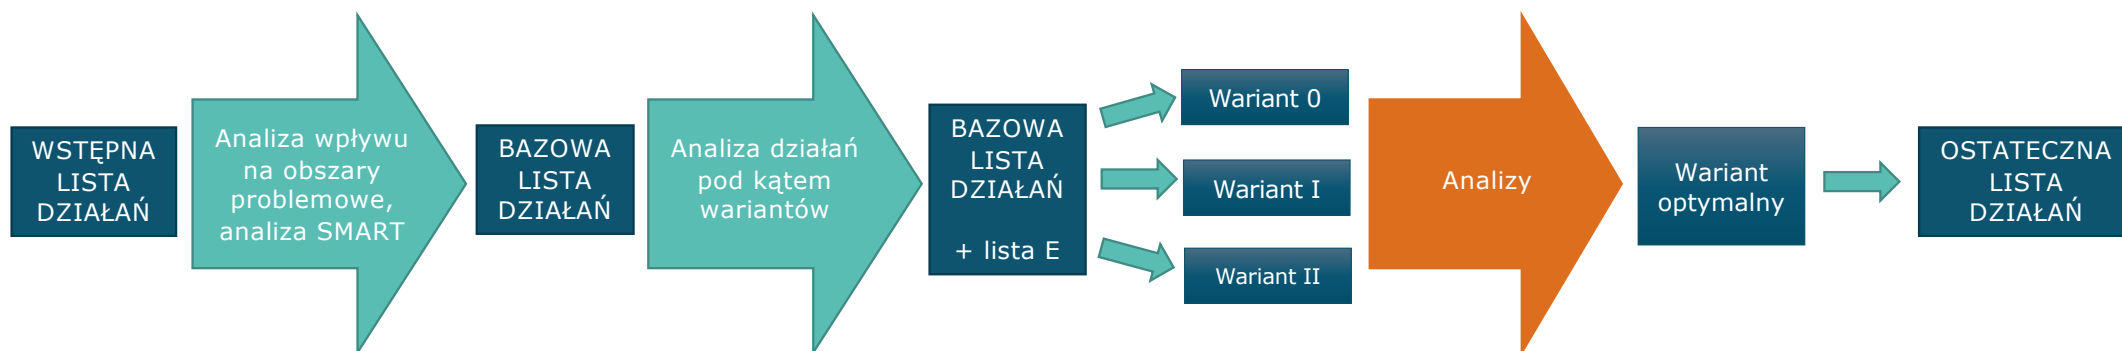 WSTĘPNA
LISTA
DZIAŁAŃ
Analiza wpływu
na obszary
problemowe,
analiza SMART
BAZOWA
LISTA
DZIAŁAŃ
Analiza działań
pod kątem
wariantów
BAZOWA
LISTA
DZIAŁAŃ
+ lista E
Wariant 0
Wariant I
Wariant II
Analizy
Wariant
optymalny
OSTATECZNA
LISTA
DZIAŁAŃ